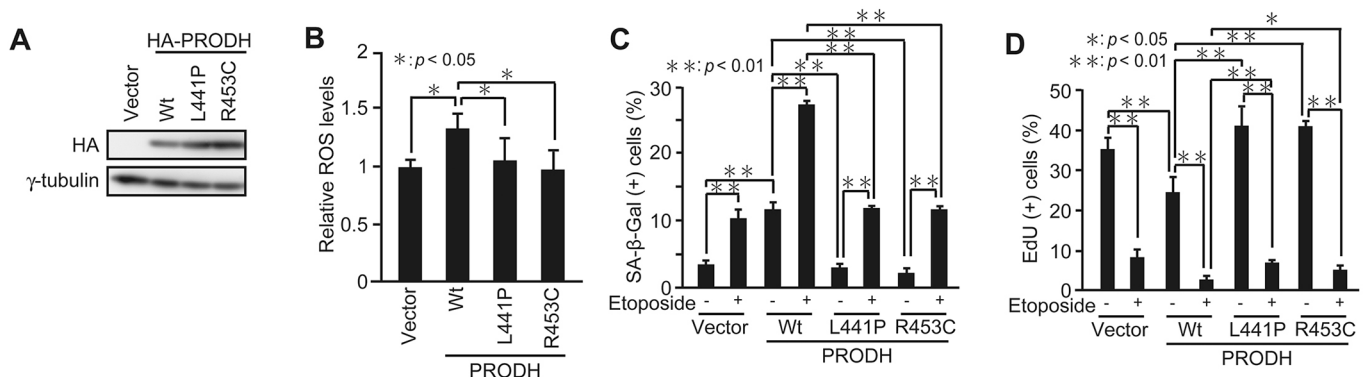 A
HA-PRODH
Vector
Wt
L441P
R453C
HA
γ-tubulin
B
Relative ROS levels
2
1.5
1
0.5
0
*: p < 0.05
*
*
*
Vector
Wt
L441P
R453C
PRODH
C
SA-β-Gal (+) cells (%)
30
20
10
0
**: p < 0.01
**
**
**
**
**
**
**
**
**
Etoposide - + - + - + - +
Vector Wt L441P R453C
PRODH
D
EdU (+) cells (%)
50
40
30
20
10
0
*: p < 0.05
**: p < 0.01
*
**
**
**
**
**
**
**
**
Etoposide - + - + - + - +
Vector Wt L441P R453C
PRODH